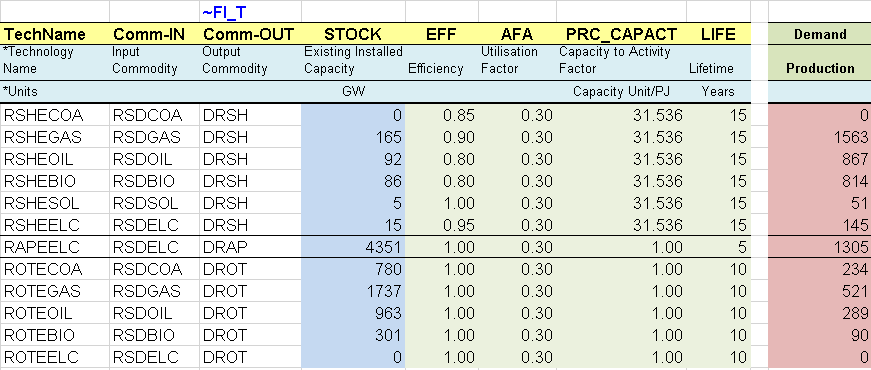 ~FI_T
TechName Comm-IN Comm-OUT STOCK EFF AFA PRC_CAPACT LIFE Demand
*Technology Name Input Commodity Output Commodity Existing Installed Capacity Efficiency Utilisation Factor Capacity to Activity Factor Lifetime Production
*Units GW Capacity Unit/PJ Years
RSHECOA RSDCOA DRSH 0 0.85 0.30 31.536 15 0
RSHEGAS RSDGAS DRSH 165 0.90 0.30 31.536 15 1563
RSHEOIL RSDOIL DRSH 92 0.80 0.30 31.536 15 867
RSHEBIO RSDBIO DRSH 86 0.80 0.30 31.536 15 814
RSHESOL RSDSOL DRSH 5 1.00 0.30 31.536 15 51
RSHEELC RSDELC DRSH 15 0.95 0.30 31.536 15 145
RAPEELC RSDELC DRAP 4351 1.00 0.30 1.00 5 1305
ROTECOA RSDCOA DROT 780 1.00 0.30 1.00 10 234
ROTEGAS RSDGAS DROT 1737 1.00 0.30 1.00 10 521
ROTEOIL RSDOIL DROT 963 1.00 0.30 1.00 10 289
ROTEBIO RSDBIO DROT 301 1.00 0.30 1.00 10 90
ROTEELC RSDELC DROT 0 1.00 0.30 1.00 10 0